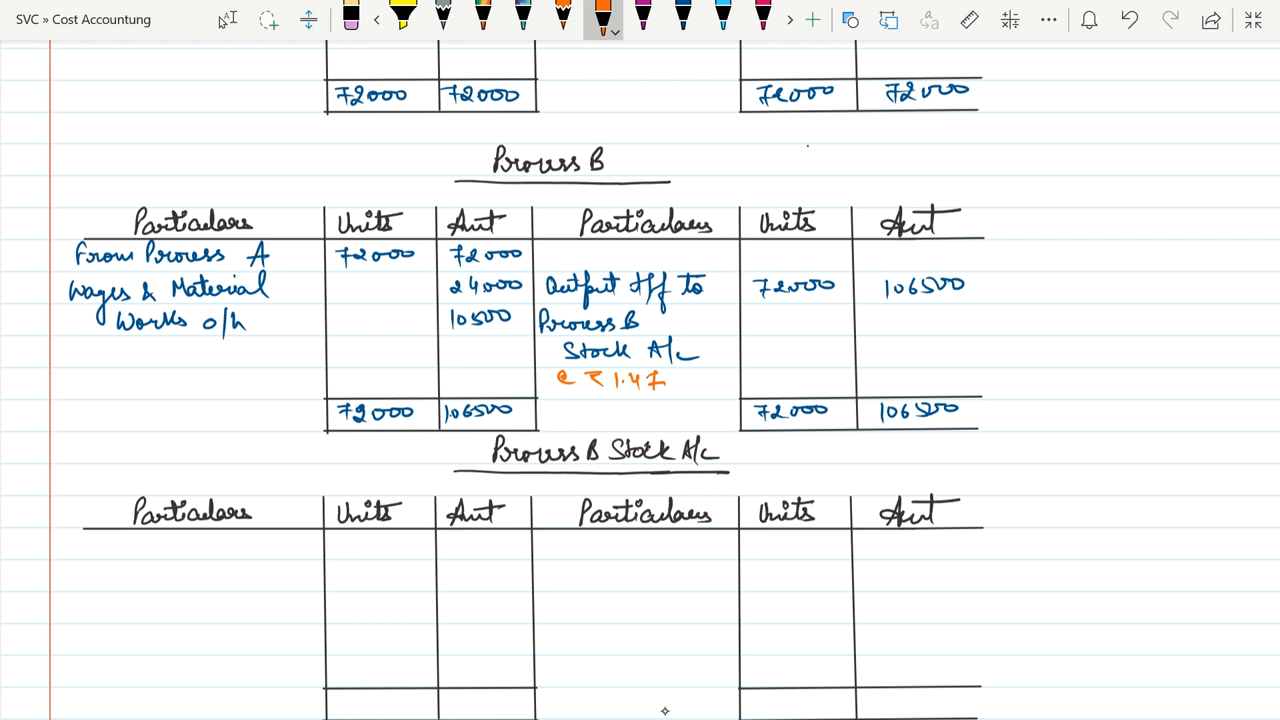 SVC » Cost Accountung
72000 72000 72000 72000
Process B
Particulars Units Amt Particulars Units Amt
From Process A 72000 72000
Wages & Material 24000 Output tff to 72000 106500
Works o/h 10500 Process B
Stock A/c
@ ₹ 1.47
72000 106500 72000 106500
Process B Stock A/c
Particulars Units Amt Particulars Units Amt